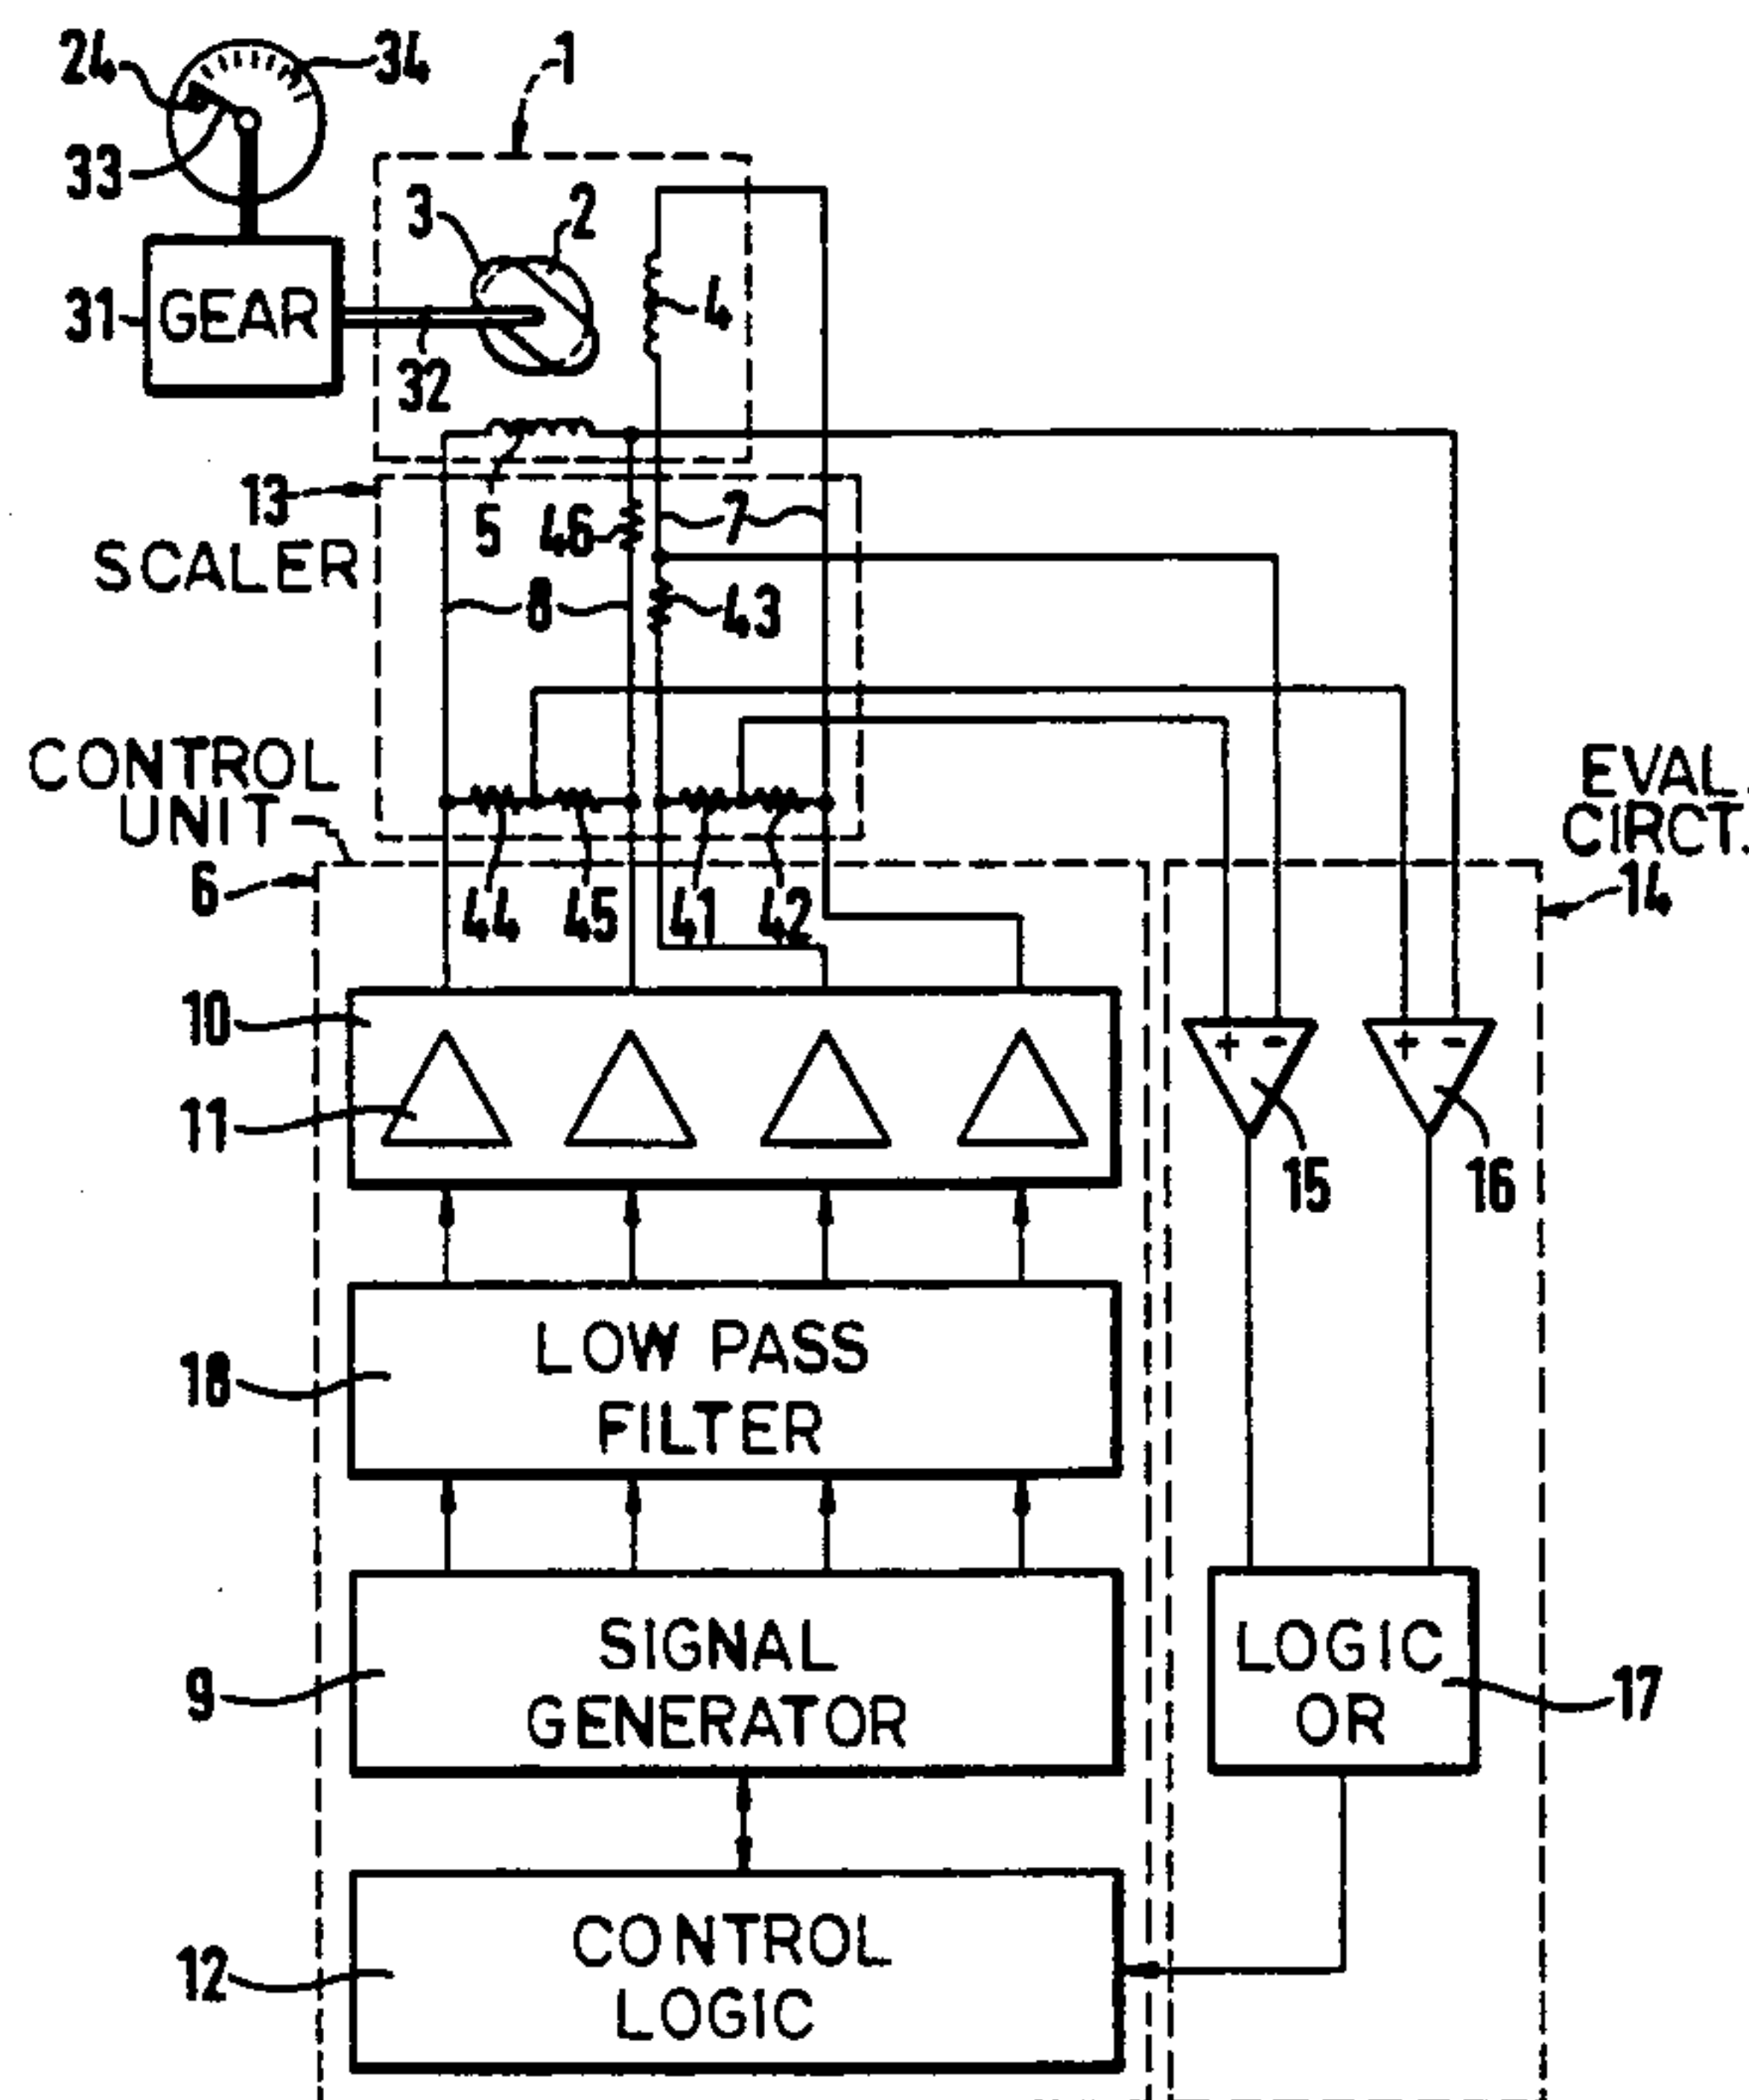 24
34
1
33
3
2
31
GEAR
4
32
13
5
46
7
SCALER
8
43
CONTROL
UNIT
EVAL.
CIRCT.
6
44
45
41
42
14
10
+ -
+ -
11
15
16
18
LOW PASS
FILTER
9
SIGNAL
GENERATOR
LOGIC
OR
17
12
CONTROL
LOGIC